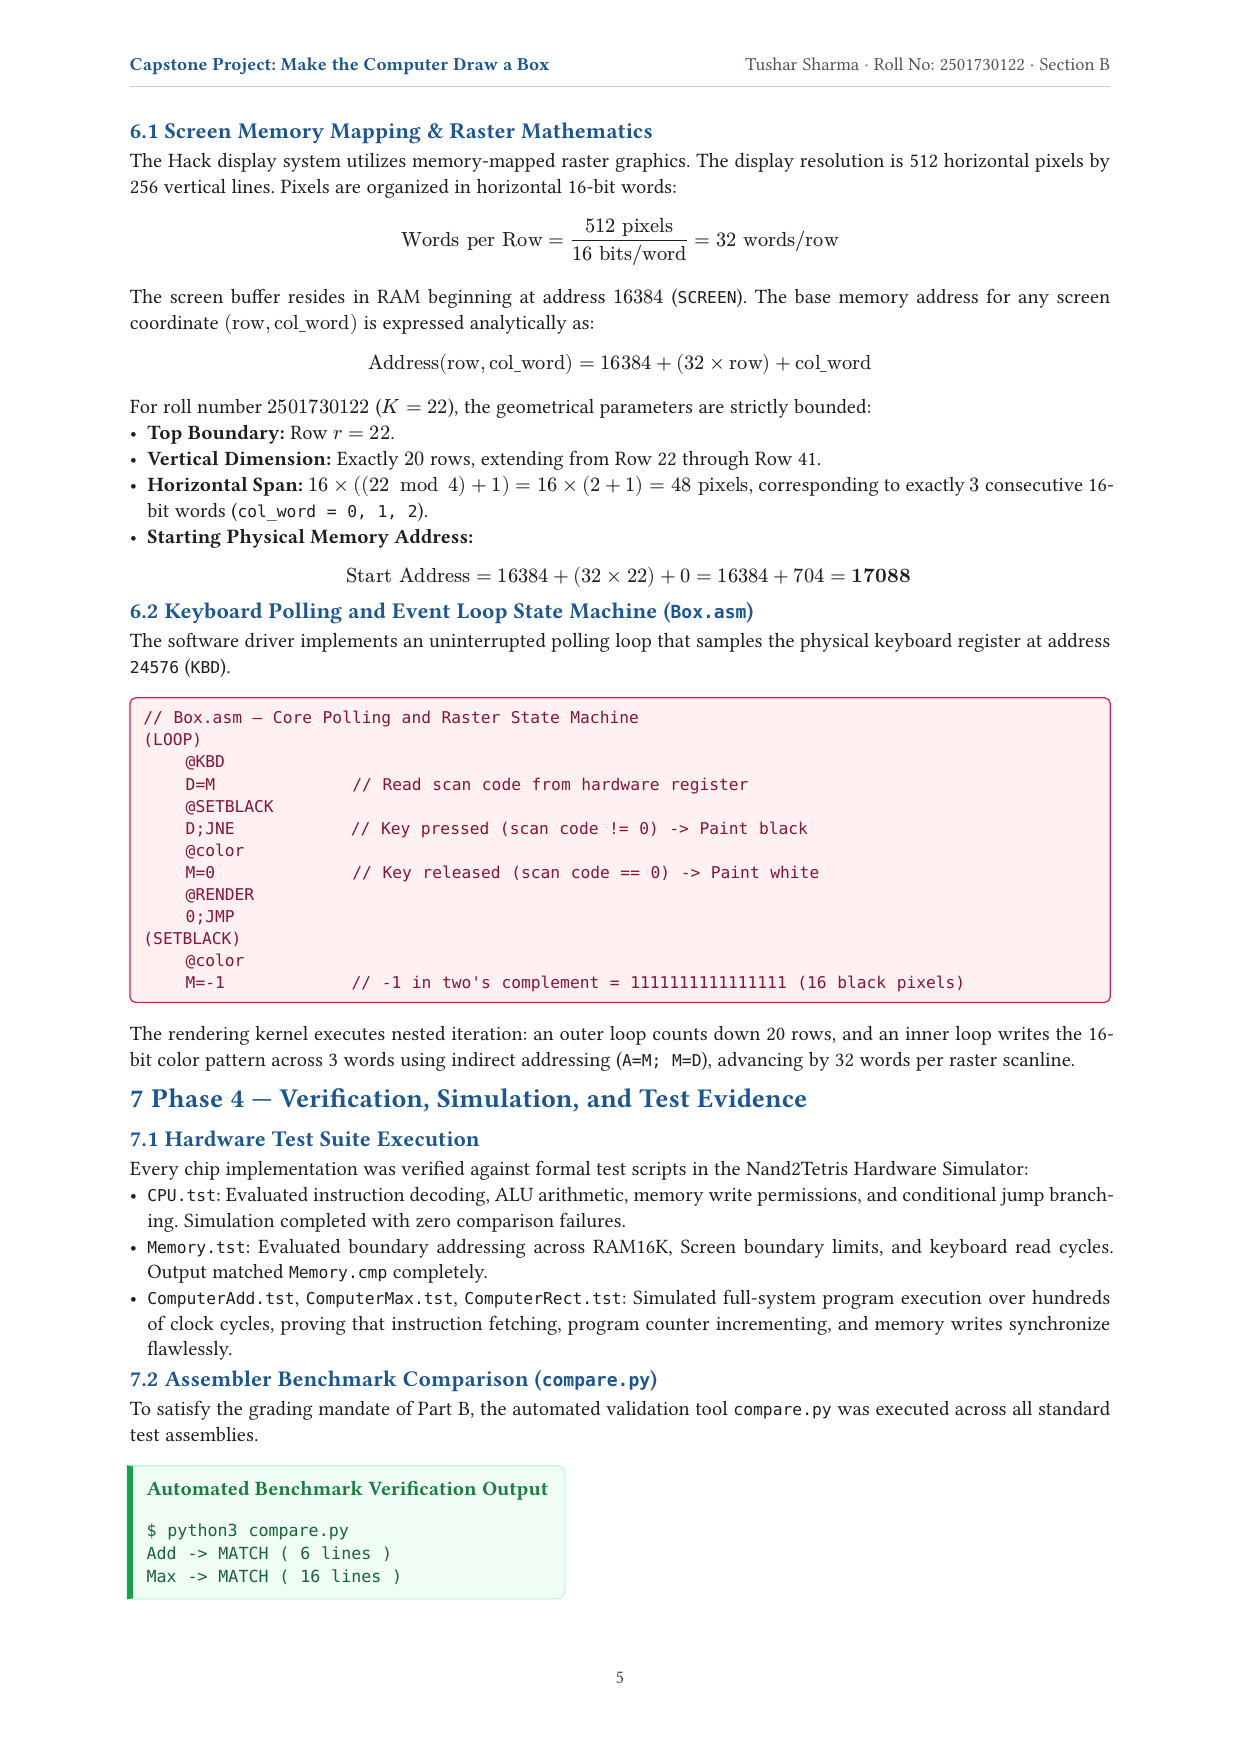 Capstone Project: Make the Computer Draw a Box
Tushar Sharma · Roll No: 2501730122 · Section B
6.1 Screen Memory Mapping & Raster Mathematics
The Hack display system utilizes memory-mapped raster graphics. The display resolution is 512 horizontal pixels by
256 vertical lines. Pixels are organized in horizontal 16-bit words:
Words per Row = 512 pixels / 16 bits/word = 32 words/row
The screen buffer resides in RAM beginning at address 16384 (SCREEN). The base memory address for any screen
coordinate (row, col_word) is expressed analytically as:
Address(row, col_word) = 16384 + (32 × row) + col_word
For roll number 2501730122 (K = 22), the geometrical parameters are strictly bounded:
• Top Boundary: Row r = 22.
• Vertical Dimension: Exactly 20 rows, extending from Row 22 through Row 41.
• Horizontal Span: 16 × ((22 mod 4) + 1) = 16 × (2 + 1) = 48 pixels, corresponding to exactly 3 consecutive 16-
bit words (col_word = 0, 1, 2).
• Starting Physical Memory Address:
Start Address = 16384 + (32 × 22) + 0 = 16384 + 704 = 17088
6.2 Keyboard Polling and Event Loop State Machine (Box.asm)
The software driver implements an uninterrupted polling loop that samples the physical keyboard register at address
24576 (KBD).
// Box.asm — Core Polling and Raster State Machine
(LOOP)
@KBD
D=M // Read scan code from hardware register
@SETBLACK
D;JNE // Key pressed (scan code != 0) -> Paint black
@color
M=0 // Key released (scan code == 0) -> Paint white
@RENDER
0;JMP
(SETBLACK)
@color
M=-1 // -1 in two's complement = 1111111111111111 (16 black pixels)
The rendering kernel executes nested iteration: an outer loop counts down 20 rows, and an inner loop writes the 16-
bit color pattern across 3 words using indirect addressing (A=M; M=D), advancing by 32 words per raster scanline.
7 Phase 4 — Verification, Simulation, and Test Evidence
7.1 Hardware Test Suite Execution
Every chip implementation was verified against formal test scripts in the Nand2Tetris Hardware Simulator:
• CPU.tst: Evaluated instruction decoding, ALU arithmetic, memory write permissions, and conditional jump branch-
ing. Simulation completed with zero comparison failures.
• Memory.tst: Evaluated boundary addressing across RAM16K, Screen boundary limits, and keyboard read cycles.
Output matched Memory.cmp completely.
• ComputerAdd.tst, ComputerMax.tst, ComputerRect.tst: Simulated full-system program execution over hundreds
of clock cycles, proving that instruction fetching, program counter incrementing, and memory writes synchronize
flawlessly.
7.2 Assembler Benchmark Comparison (compare.py)
To satisfy the grading mandate of Part B, the automated validation tool compare.py was executed across all standard
test assemblies.
Automated Benchmark Verification Output
$ python3 compare.py
Add -> MATCH ( 6 lines )
Max -> MATCH ( 16 lines )
5